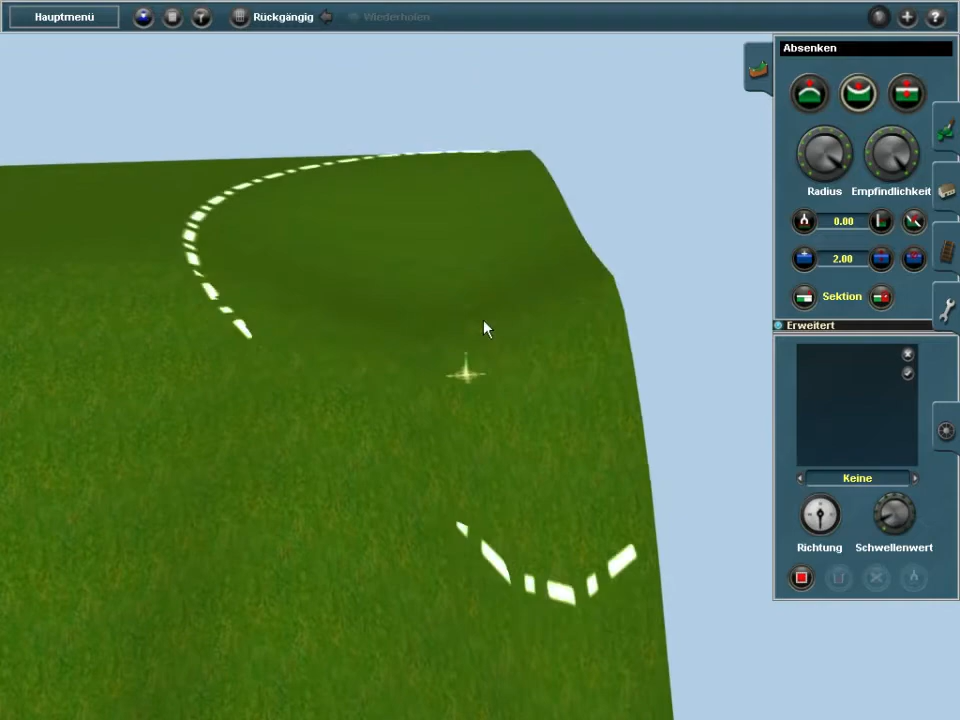 Hauptmenü
Rückgängig
Wiederholen
?
Absenken
Radius
Empfindlichkeit
0.00
2.00
Sektion
Erweitert
Keine
Richtung
Schwellenwert